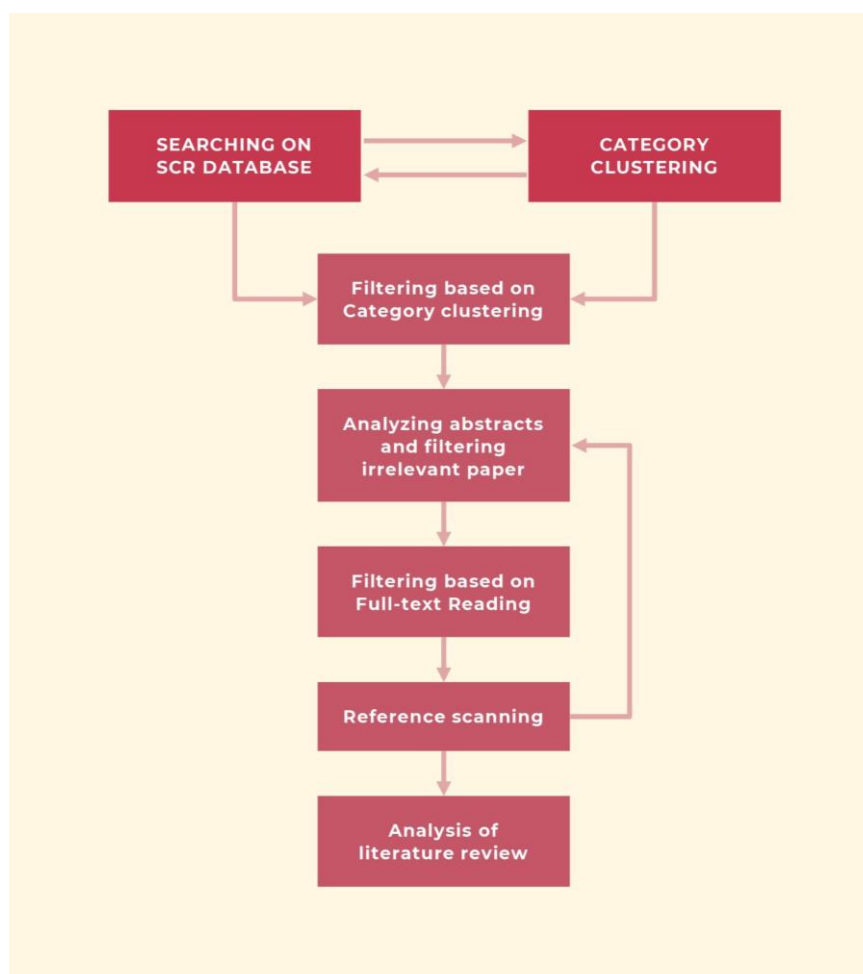 SEARCHING ON
SCR DATABASE
CATEGORY
CLUSTERING
Filtering based on
Category clustering
Analyzing abstracts
and filtering
irrelevant paper
Filtering based on
Full-text Reading
Reference scanning
Analysis of
literature review